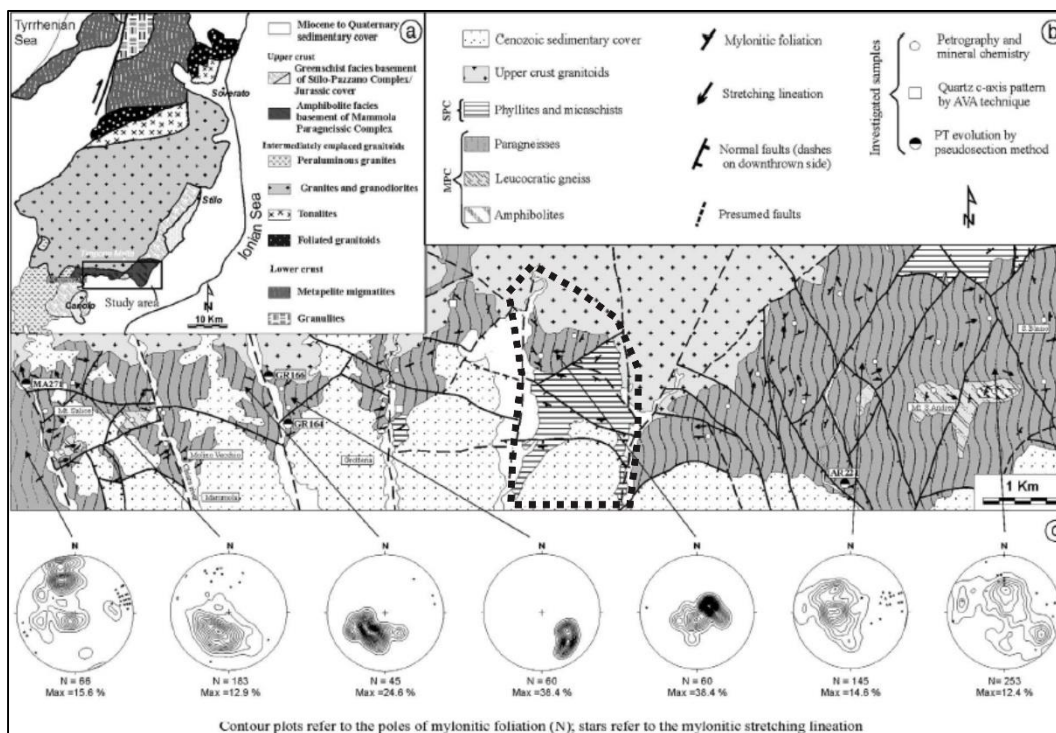 Tyrrhenian
Sea
a
Soverato
Stilo
Ionian Sea
Canolo
Study area
N
10 Km
Miocene to Quaternary
sedimentary cover
Upper crust
Greenschist facies basement
of Stilo-Pazzano Complex/
Jurassic cover
Amphibolite facies
basement of Mammola
Paragneissic Complex
Intermediately emplaced granitoids
Peraluminous granites
Granites and granodiorites
Tonalites
Foliated granitoids
Lower crust
Metapelite migmatites
Granulites
b
Cenozoic sedimentary cover
Upper crust granitoids
SPC
Phyllites and micaschists
MPC
Paragneisses
Leucocratic gneiss
Amphibolites
Mylonitic foliation
Stretching lineation
Normal faults (dashes
on downthrown side)
Presumed faults
Investigated samples
Petrography and
mineral chemistry
Quartz c-axis pattern
by AVA technique
PT evolution by
pseudosection method
N
MA271
GR166
GR164
Molino Vecchio
Mammola
Grotteria
1 Km
c
N
N
N
N
N
N
N
N = 66
Max =15.6 %
N = 183
Max =12.9 %
N = 45
Max =24.6 %
N = 60
Max =38.4 %
N = 60
Max =38.4 %
N = 145
Max =14.6 %
N = 253
Max =12.4 %
Contour plots refer to the poles of mylonitic foliation (N); stars refer to the mylonitic stretching lineation